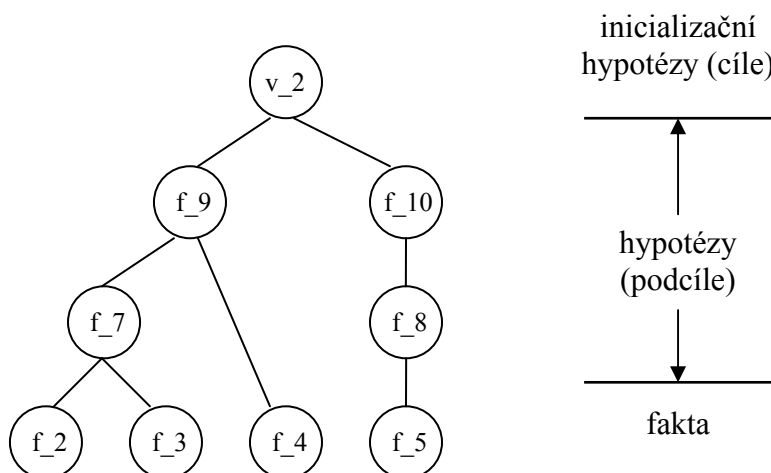 inicializační
hypotézy (cíle)
v_2
f_9
f_10
hypotézy
(podcíle)
f_7
f_8
f_2
f_3
f_4
f_5
fakta